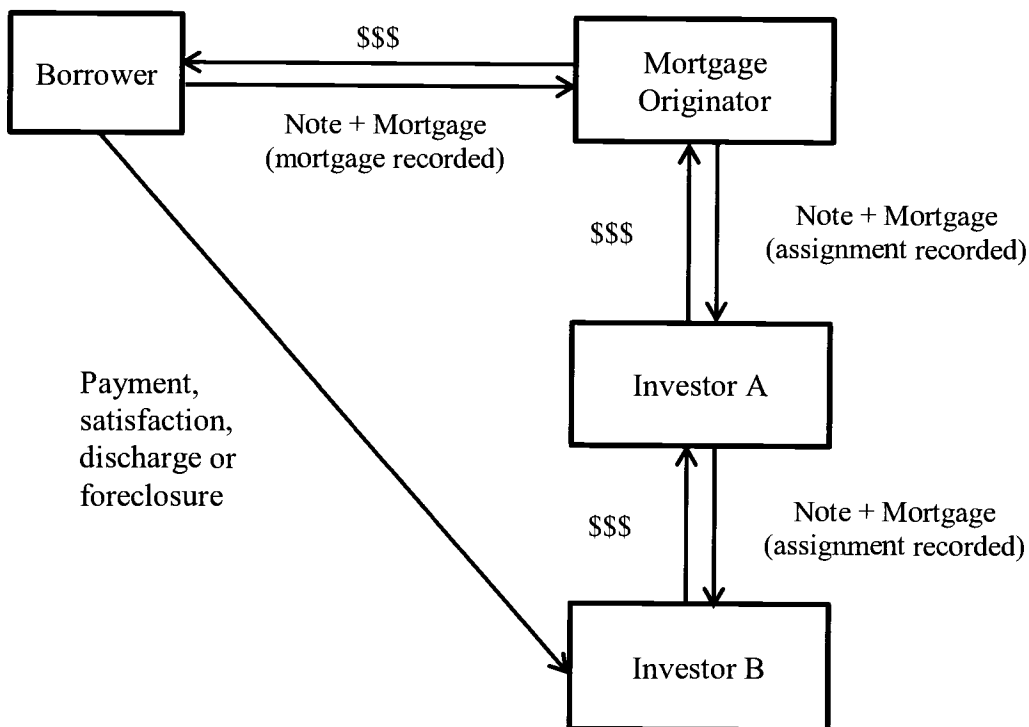 $$$
Borrower
Mortgage
Originator
Note + Mortgage
(mortgage recorded)
$$$
Note + Mortgage
(assignment recorded)
Investor A
Payment,
satisfaction,
discharge or
foreclosure
$$$
Note + Mortgage
(assignment recorded)
Investor B